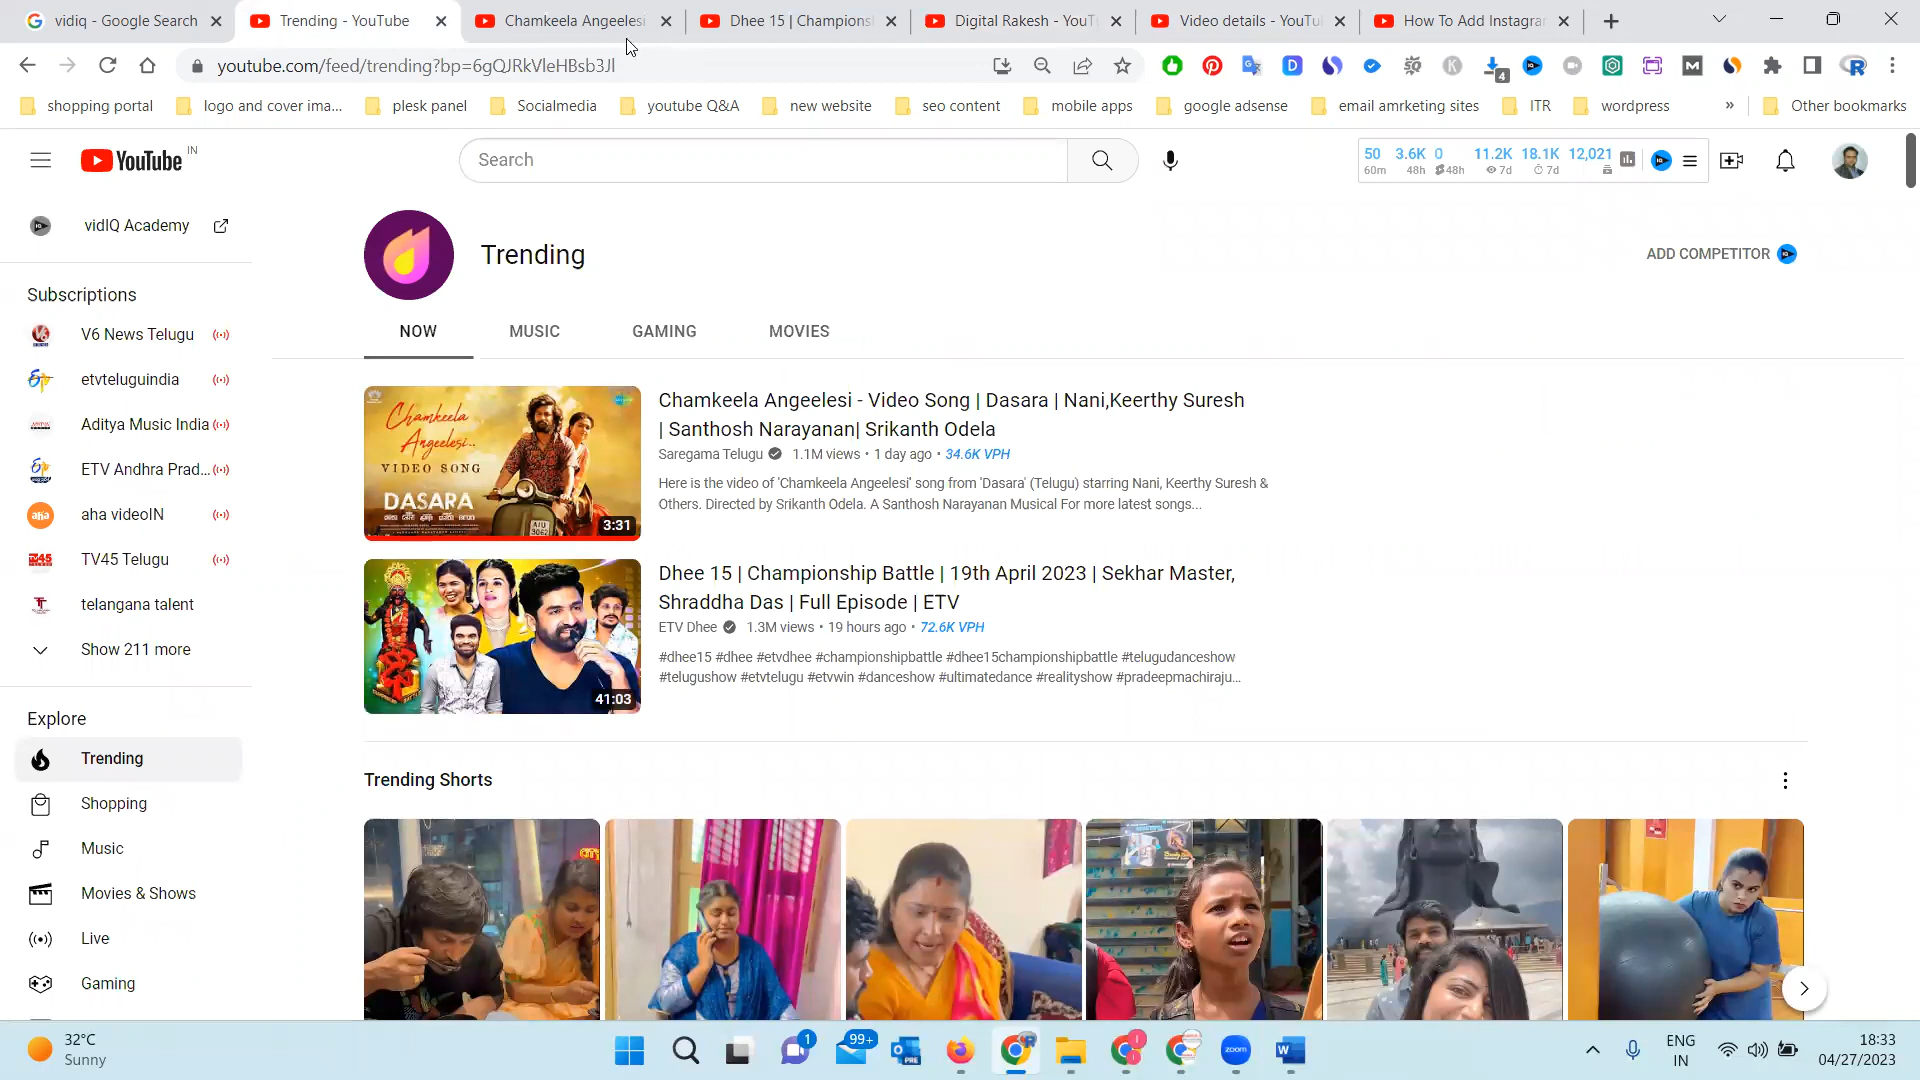 vidiq - Google Search
Trending - YouTube
Chamkeela Angeelesi
Dhee 15 | Champions
Digital Rakesh - YouT
Video details - YouTu
How To Add Instagra
youtube.com/feed/trending?bp=6gQJRkVleHBsb3Jl
4
shopping portal
logo and cover ima...
plesk panel
Socialmedia
youtube Q&A
new website
seo content
mobile apps
google adsense
email amrketing sites
ITR
wordpress
»
Other bookmarks
YouTube IN
Search
50 3.6K 0 11.2K 18.1K 12,021
60m 48h 48h 7d 7d
vidIQ Academy
Subscriptions
V6 News Telugu
etvteluguindia
Aditya Music India
ETV Andhra Prad...
aha videoIN
TV45 Telugu
telangana talent
Show 211 more
Explore
Trending
Shopping
Music
Movies & Shows
Live
Gaming
Trending
ADD COMPETITOR
NOW
MUSIC
GAMING
MOVIES
Chamkeela
Angeelesi..
VIDEO SONG
DASARA
3:31
Chamkeela Angeelesi - Video Song | Dasara | Nani,Keerthy Suresh
| Santhosh Narayanan| Srikanth Odela
Saregama Telugu 1.1M views • 1 day ago • 34.6K VPH
Here is the video of 'Chamkeela Angeelesi' song from 'Dasara' (Telugu) starring Nani, Keerthy Suresh &
Others. Directed by Srikanth Odela. A Santhosh Narayanan Musical For more latest songs...
41:03
Dhee 15 | Championship Battle | 19th April 2023 | Sekhar Master,
Shraddha Das | Full Episode | ETV
ETV Dhee 1.3M views • 19 hours ago • 72.6K VPH
#dhee15 #dhee #etvdhee #championshipbattle #dhee15championshipbattle #telugudanceshow
#telugushow #etvtelugu #etvwin #danceshow #ultimatedance #realityshow #pradeepmachiraju...
Trending Shorts
32°C
Sunny
1
99+
PRE
zoom
ENG
IN
18:33
04/27/2023